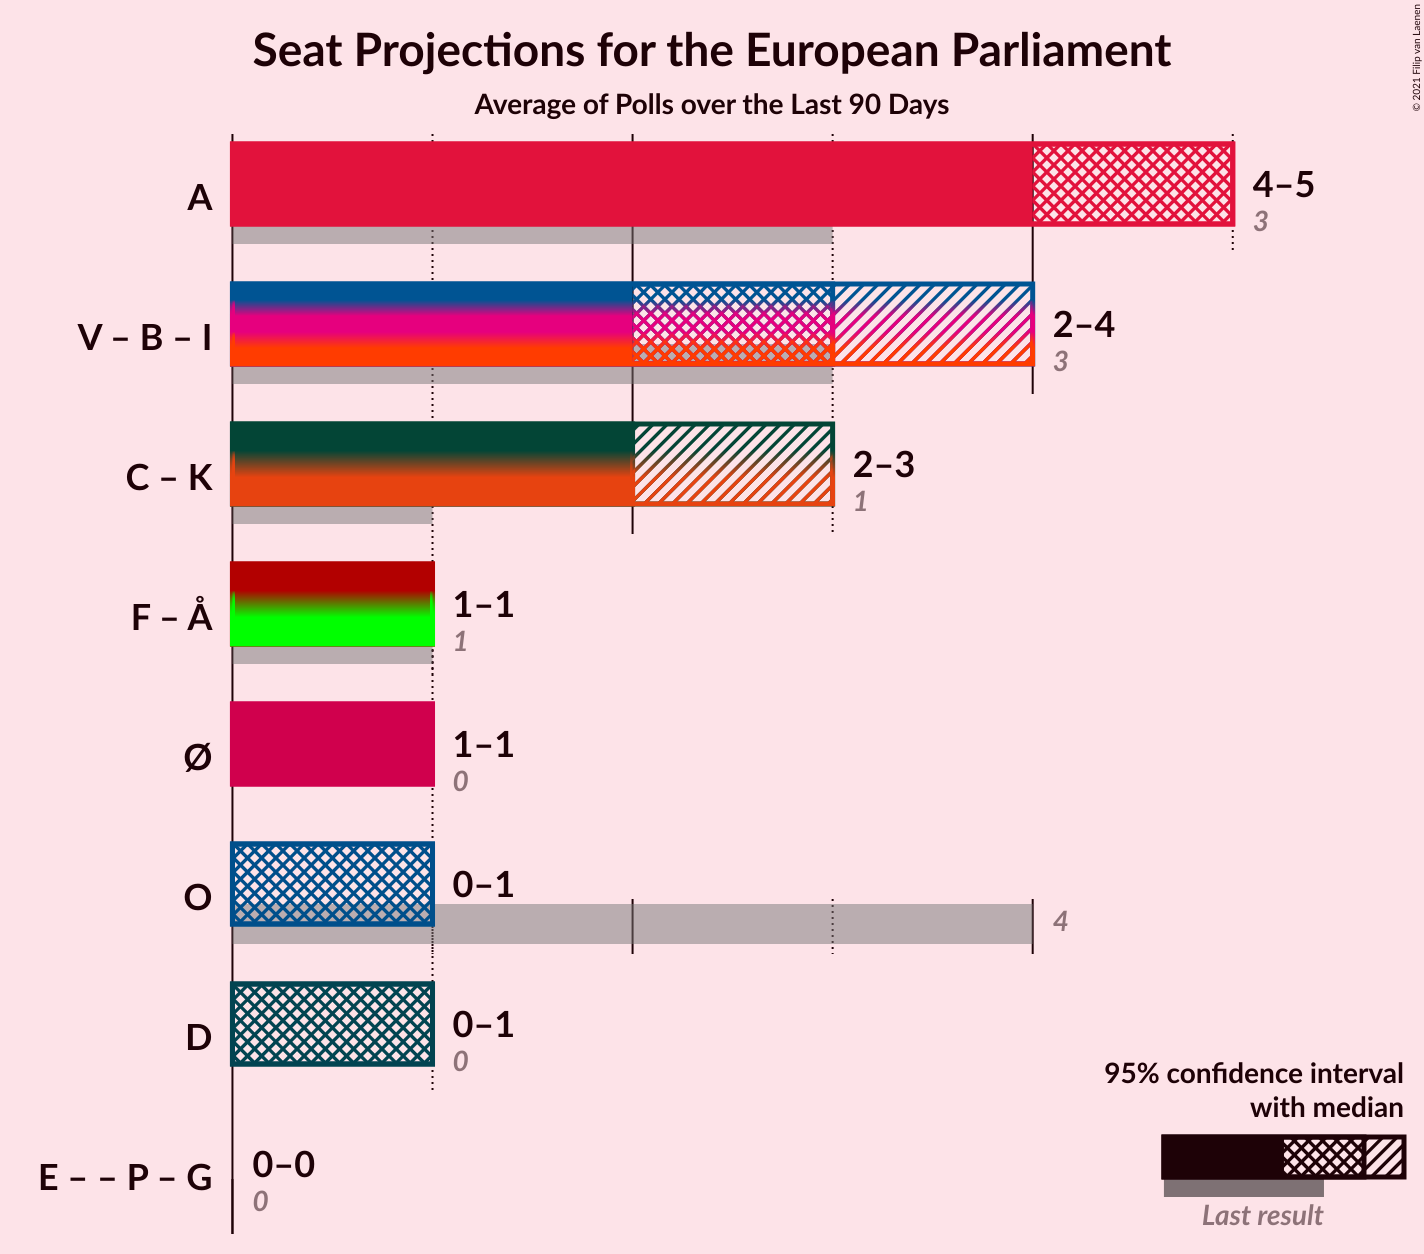 Seat Projections for the European Parliament
Average of Polls over the Last 90 Days
© 2021 Filip van Laenen
A
4–5
3
V – B – I
2–4
3
C – K
2–3
1
F – Å
1–1
1
Ø
1–1
0
O
0–1
4
D
0–1
0
E – – P – G
0–0
0
95% confidence interval
with median
Last result